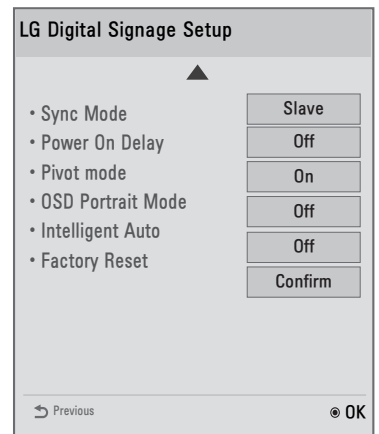 LG Digital Signage Setup
• Sync Mode Slave
• Power On Delay Off
• Pivot mode On
• OSD Portrait Mode Off
• Intelligent Auto Off
• Factory Reset Confirm
Previous OK